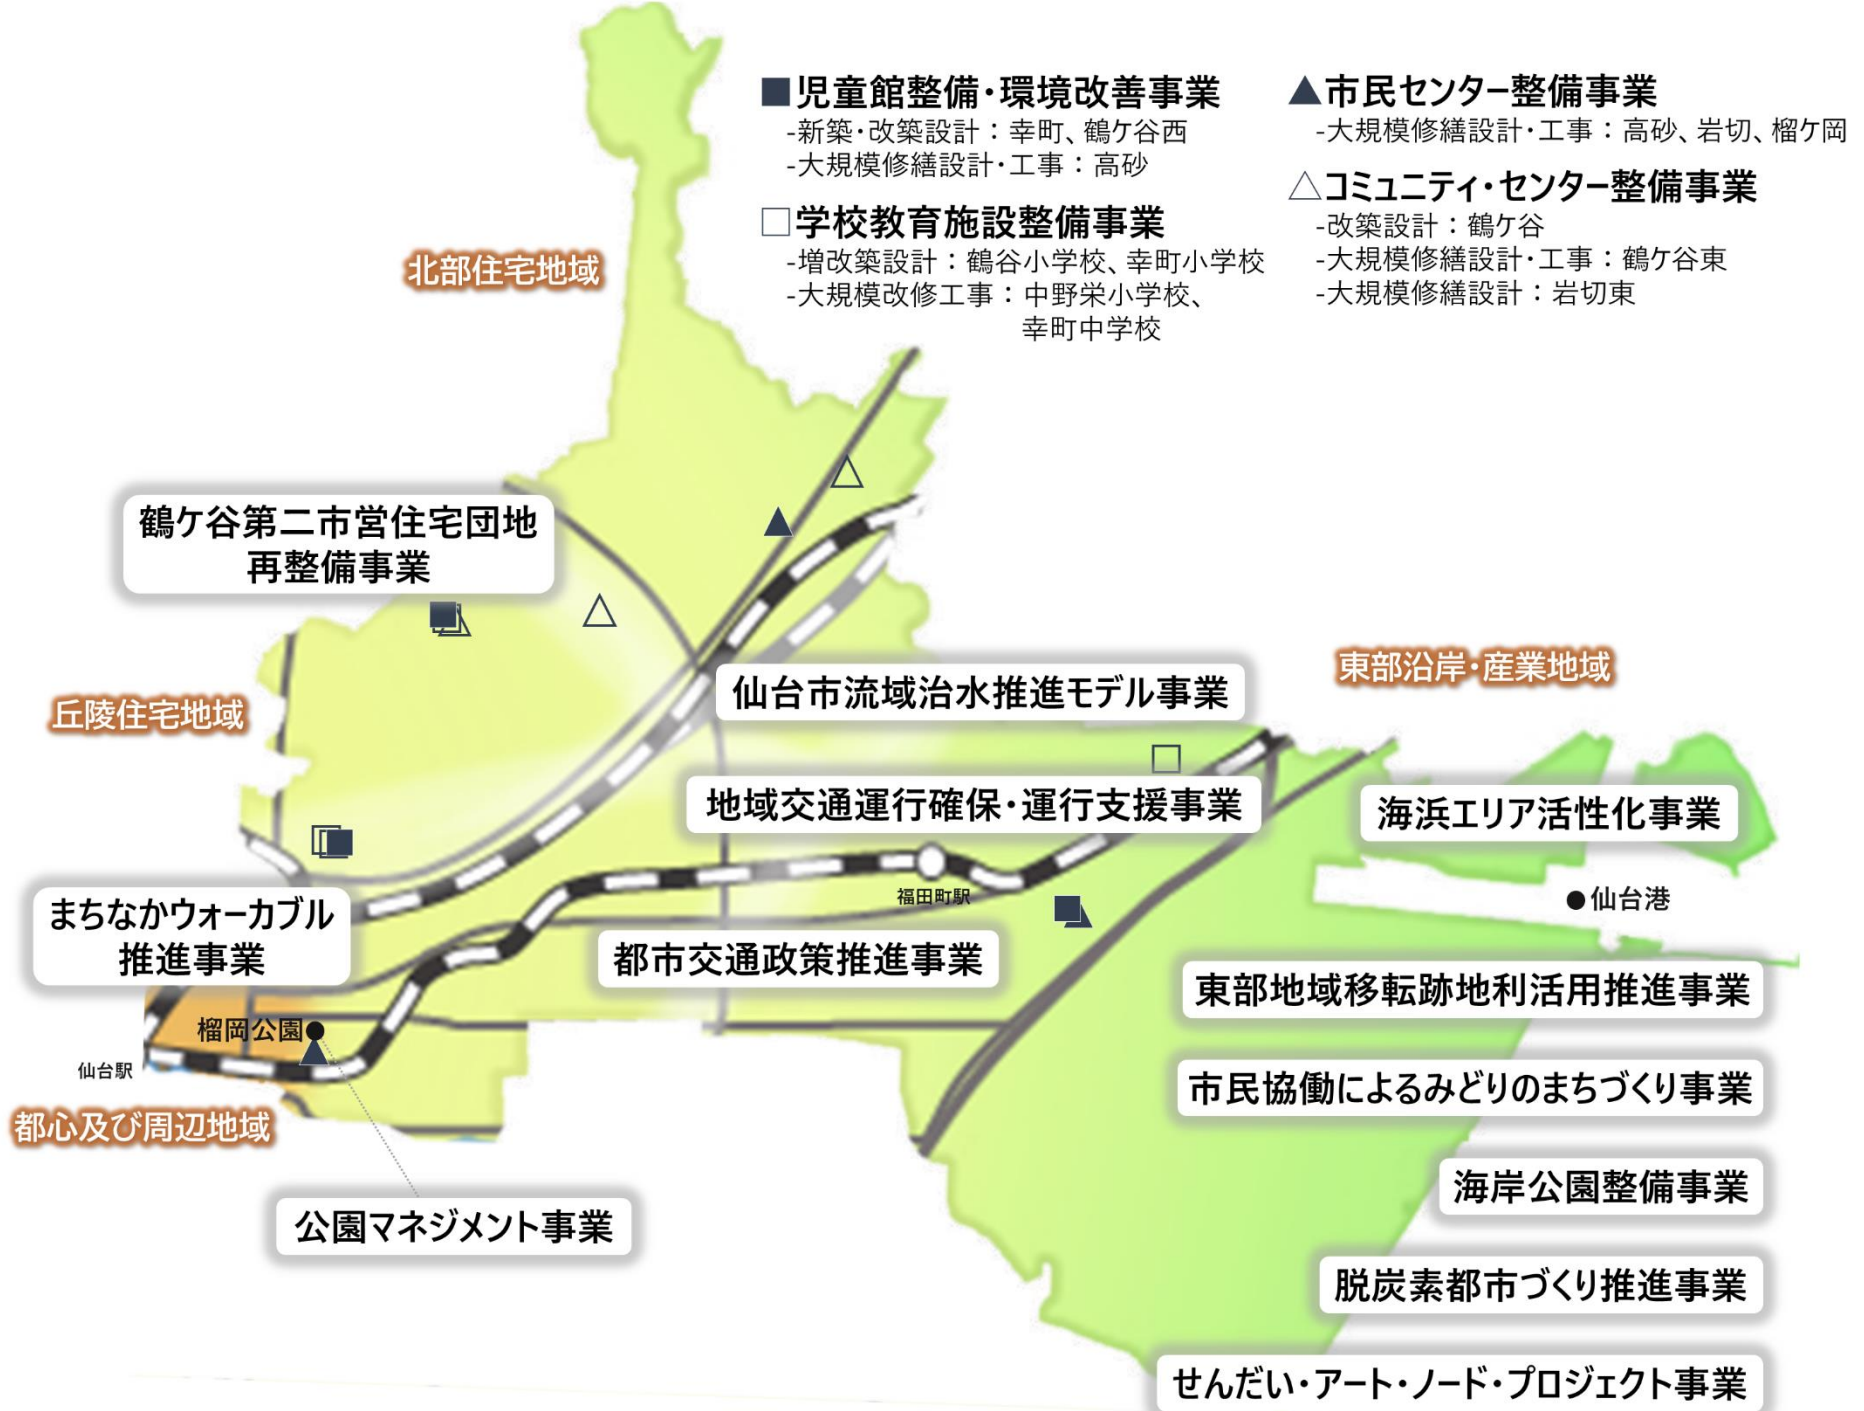 ■児童館整備・環境改善事業
-新築・改築設計：幸町、鶴ケ谷西
-大規模修繕設計・工事：高砂
□学校教育施設整備事業
-増改築設計：鶴谷小学校、幸町小学校
-大規模改修工事：中野栄小学校、
幸町中学校
▲市民センター整備事業
-大規模修繕設計・工事：高砂、岩切、榴ケ岡
△コミュニティ・センター整備事業
-改築設計：鶴ケ谷
-大規模修繕設計・工事：鶴ケ谷東
-大規模修繕設計：岩切東
北部住宅地域
鶴ケ谷第二市営住宅団地
再整備事業
丘陵住宅地域
仙台市流域治水推進モデル事業
東部沿岸・産業地域
地域交通運行確保・運行支援事業
海浜エリア活性化事業
福田町駅
●仙台港
まちなかウォーカブル
推進事業
都市交通政策推進事業
東部地域移転跡地利活用推進事業
榴岡公園●
仙台駅
市民協働によるみどりのまちづくり事業
都心及び周辺地域
海岸公園整備事業
公園マネジメント事業
脱炭素都市づくり推進事業
せんだい・アート・ノード・プロジェクト事業